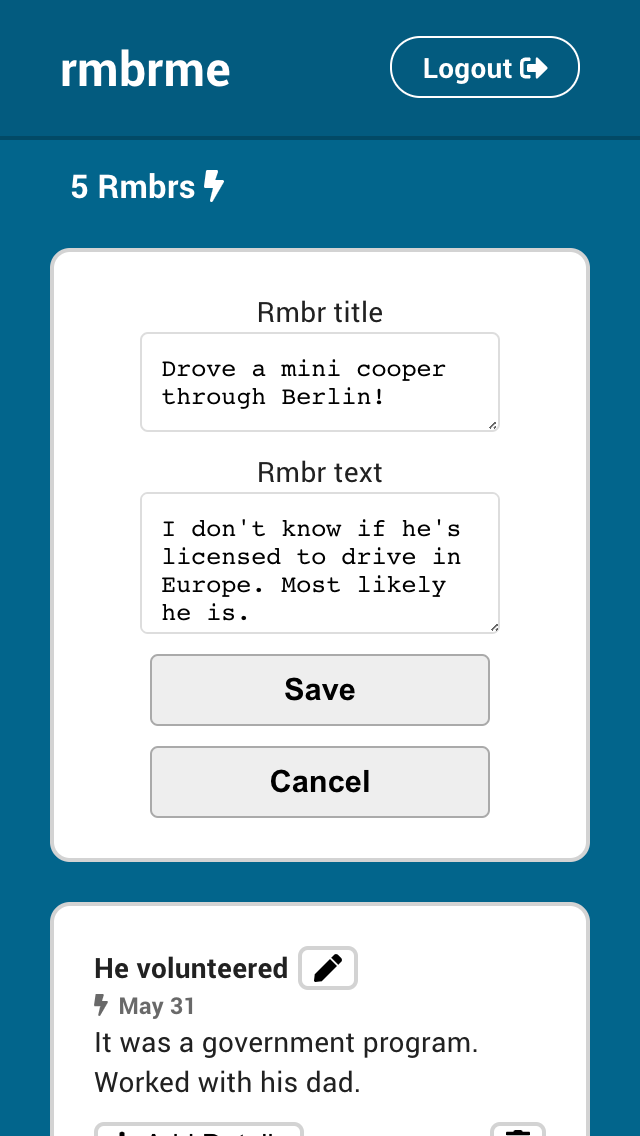 rmbrme
Logout
5 Rmbrs
Rmbr title
Drove a mini cooper
through Berlin!
Rmbr text
I don't know if he's
licensed to drive in
Europe. Most likely
he is.
Save
Cancel
He volunteered
May 31
It was a government program.
Worked with his dad.